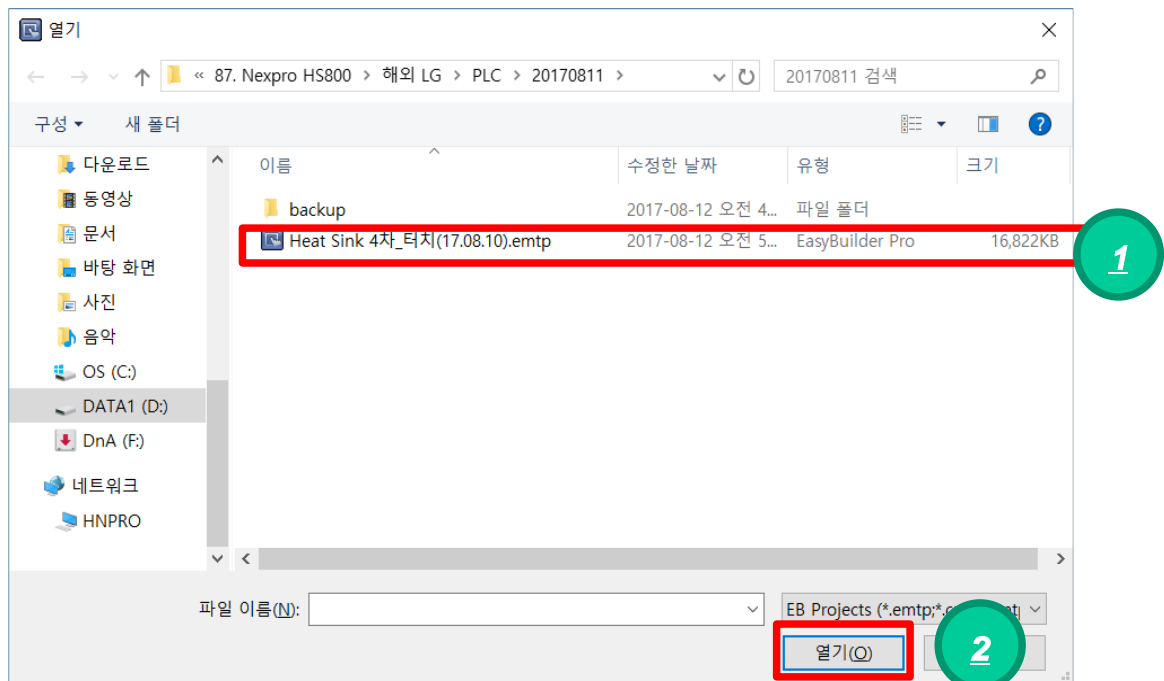 열기
« 87. Nexpro HS800 > 해외 LG > PLC > 20170811 >
20170811 검색
구성
새 폴더
이름 수정한 날짜 유형 크기
다운로드
동영상
문서
바탕 화면
사진
음악
OS (C:)
DATA1 (D:)
DnA (F:)
네트워크
HNPRO
backup 2017-08-12 오전 4... 파일 폴더
Heat Sink 4차_터치(17.08.10).emtp 2017-08-12 오전 5... EasyBuilder Pro 16,822KB
1
파일 이름(N):
EB Projects (*.emtp;*.c
열기(O)
2